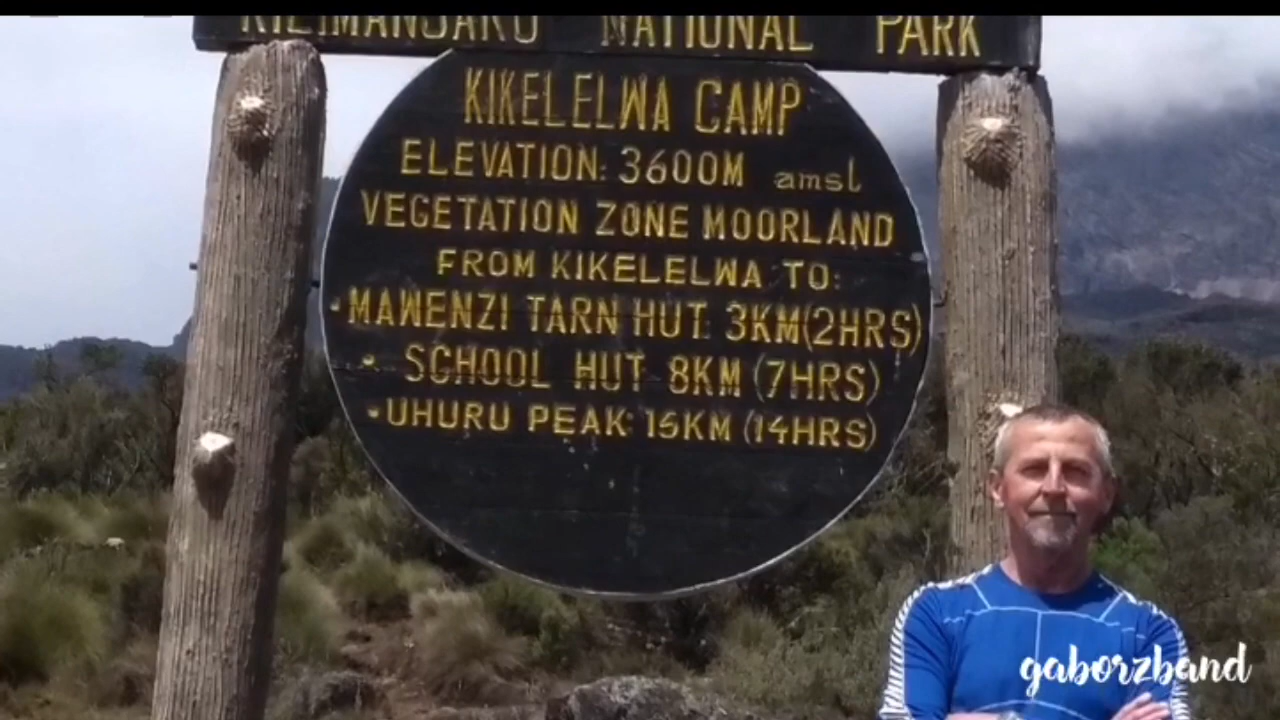 KILIMANJARO NATIONAL PARK
KIKELELWA CAMP
ELEVATION: 3600M amsl
VEGETATION ZONE MOORLAND
FROM KIKELELWA TO:
• MAWENZI TARN HUT 3KM(2HRS)
• SCHOOL HUT 8KM (7HRS)
• UHURU PEAK 15KM (14HRS)
gaborzband